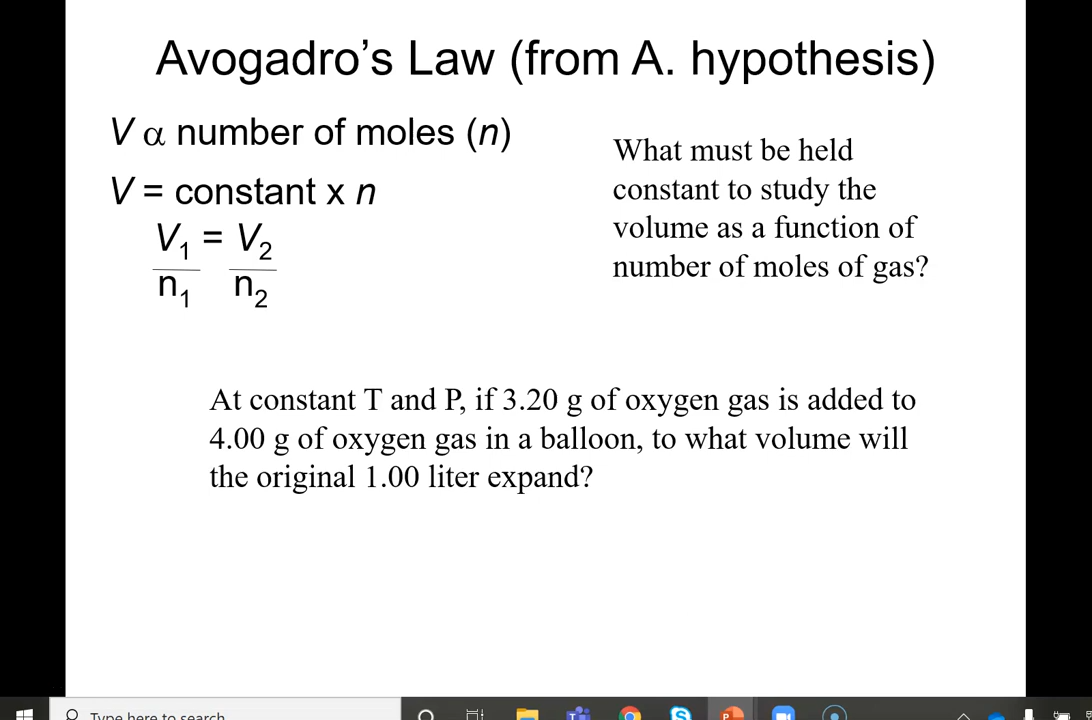 Avogadro’s Law (from A. hypothesis)
V α number of moles (n)
V = constant x n
V₁ = V₂
n₁ n₂
What must be held
constant to study the
volume as a function of
number of moles of gas?
At constant T and P, if 3.20 g of oxygen gas is added to
4.00 g of oxygen gas in a balloon, to what volume will
the original 1.00 liter expand?
Type here to search